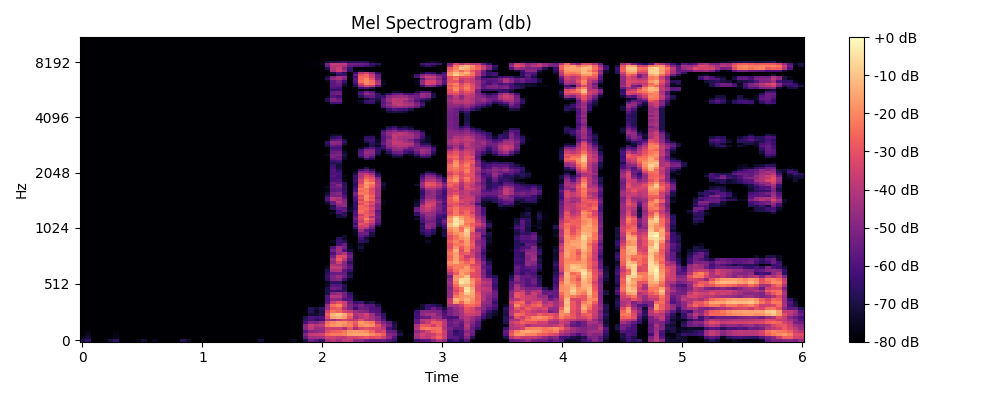 Mel Spectrogram (db)
8192
4096
2048
1024
512
0
Hz
0 1 2 3 4 5 6
Time
+0 dB
-10 dB
-20 dB
-30 dB
-40 dB
-50 dB
-60 dB
-70 dB
-80 dB